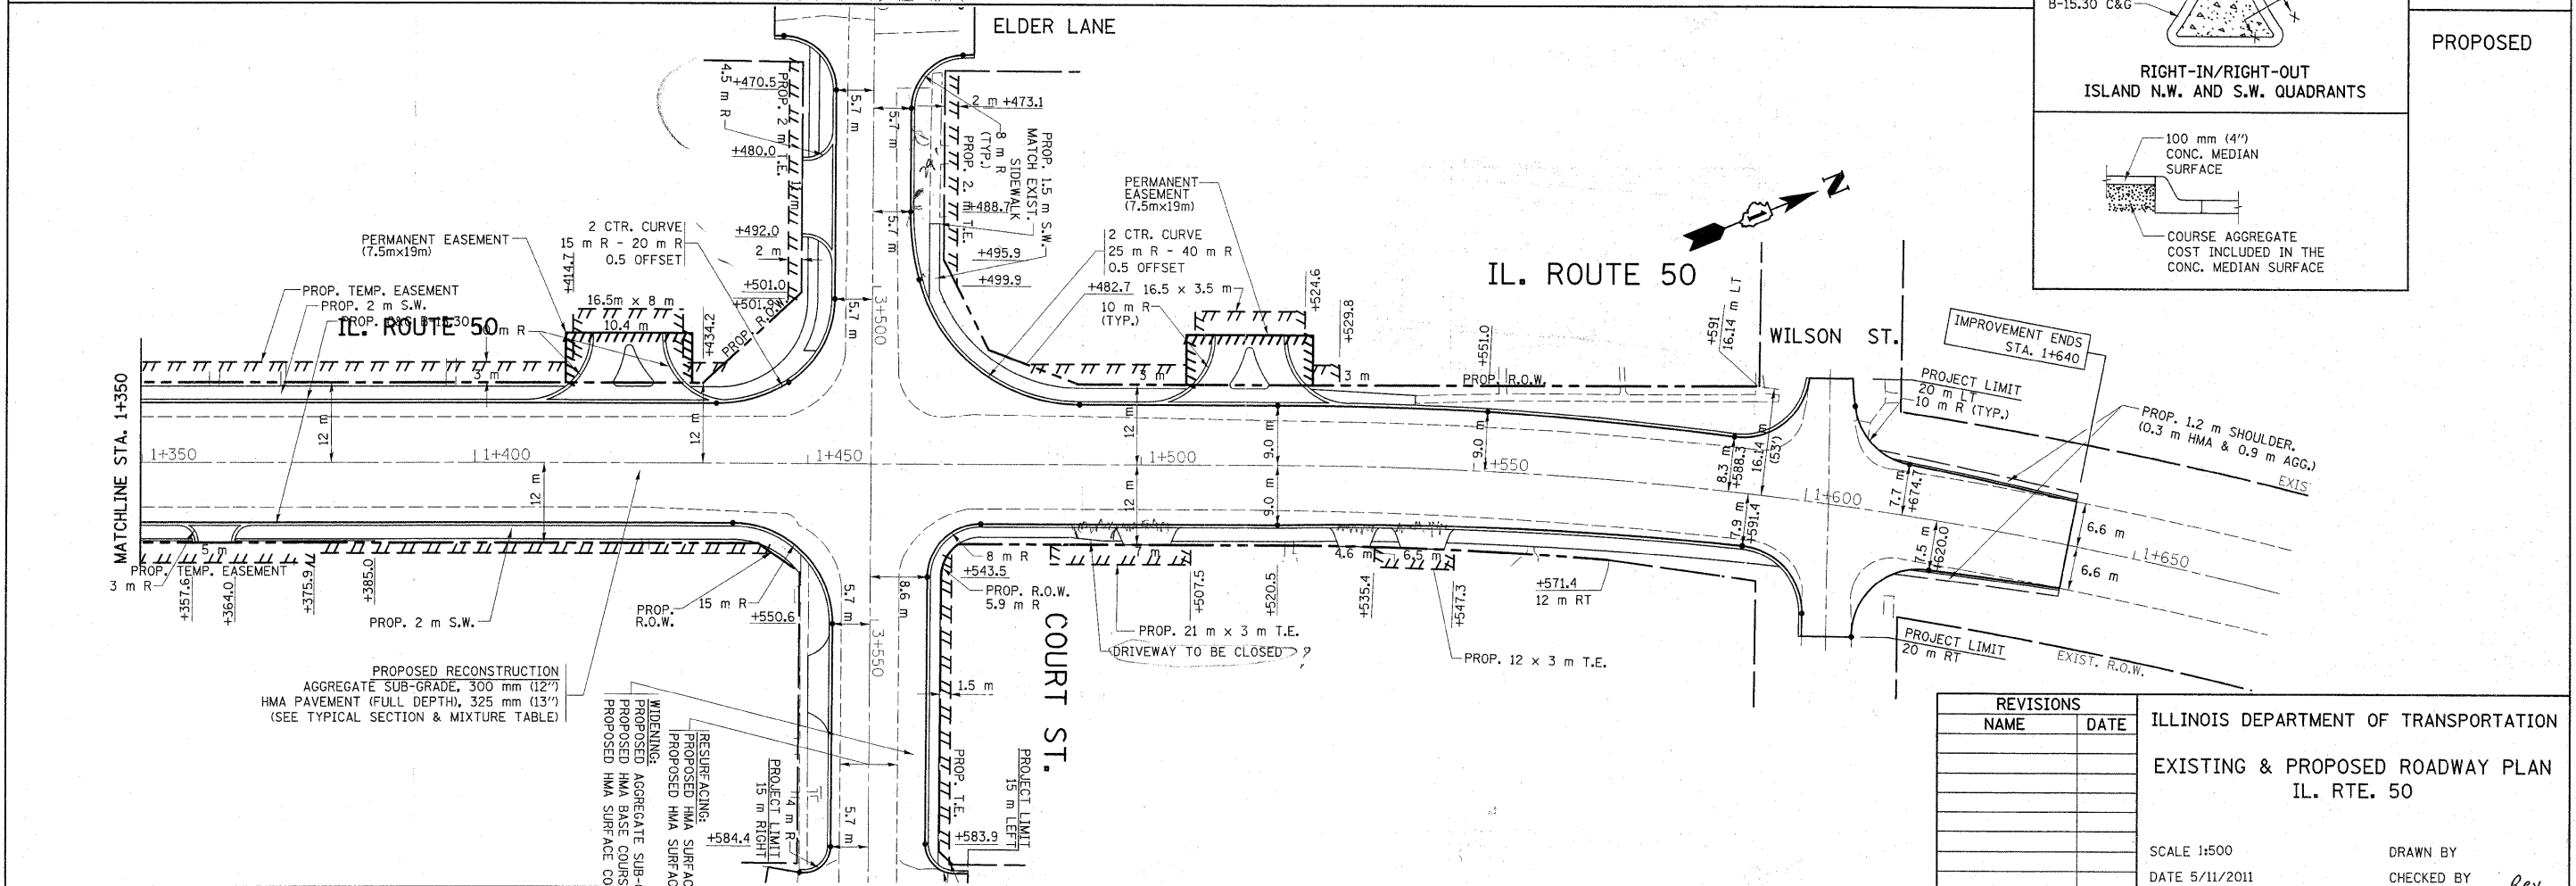 ELDER LANE
B-15.30 C&G
X
X
RIGHT-IN/RIGHT-OUT
ISLAND N.W. AND S.W. QUADRANTS
PROPOSED
100 mm (4")
CONC. MEDIAN
SURFACE
COURSE AGGREGATE
COST INCLUDED IN THE
CONC. MEDIAN SURFACE
4.5 m R
+470.5
PROP. 2 m T.E.
+480.0
+492.0
2 m
+501.0
+501.9
PROP. R.O.W.
5.7 m
5.7 m
5.7 m
5.7 m
3+500
2 m
+473.1
8 m R
(TYP.)
PROP. 2. m T.E.
PROP. 1.5 m S.W.
MATCH EXIST.
SIDEWALK
+488.7
+495.9
+499.9
2 CTR. CURVE
15 m R - 20 m R
0.5 OFFSET
PERMANENT EASEMENT
(7.5mx19m)
+414.7
PROP. TEMP. EASEMENT
PROP. 2 m S.W.
PROP. C&G B-15.30
IL. ROUTE 50
10 m R
16.5m x 8 m
10.4 m
+434.2
3 m
PERMANENT
EASEMENT
(7.5mx19m)
2 CTR. CURVE
25 m R - 40 m R
0.5 OFFSET
+482.7
16.5 x 3.5 m
10 m R
(TYP.)
+524.6
+529.8
3 m
3 m
+551.0
PROP. R.O.W.
N
IL. ROUTE 50
+591
16.14 m LT
WILSON ST.
IMPROVEMENT ENDS
STA. 1+640
PROJECT LIMIT
20 m LT
10 m R (TYP.)
PROP. 1.2 m SHOULDER.
(0.3 m HMA & 0.9 m AGG.)
EXIS
MATCHLINE STA. 1+350
1+350
12 m
1+400
12 m
12 m
1+450
12 m
1+500
12 m
9.0 m
9.0 m
9.0 m
1+550
8.3 m
+588.3
16.14 m
(53')
7.9 m
+591.4
1+600
7.7 m
+674.7
7.5 m
+620.0
6.6 m
6.6 m
1+650
5 m
PROP. TEMP. EASEMENT
3 m R
+357.9
+364.0
+375.9
+385.0
PROP. 2 m S.W.
PROP.
R.O.W.
15 m R
+550.6
5.7 m
8.6 m
3+550
8 m R
+543.5
PROP. R.O.W.
5.9 m R
COURT ST.
PROP. 21 m x 3 m T.E.
DRIVEWAY TO BE CLOSED ?
+507.5
+520.5
4.6 m
6.5 m
+535.4
+547.3
PROP. 12 x 3 m T.E.
+571.4
12 m RT
PROJECT LIMIT
20 m RT
EXIST. R.O.W.
PROPOSED RECONSTRUCTION
AGGREGATE SUB-GRADE, 300 mm (12")
HMA PAVEMENT (FULL DEPTH), 325 mm (13")
(SEE TYPICAL SECTION & MIXTURE TABLE)
WIDENING:
PROPOSED AGGREGATE SUB-
PROPOSED HMA BASE COURS
PROPOSED HMA SURFACE CO
RESURFACING:
PROPOSED HMA SURFAC
PROPOSED HMA SURFAC
PROJECT LIMIT
15 m RIGHT
4 m R
+584.4
5.7 m
1.5 m
PROP. T.E.
+583.9
PROJECT LIMIT
15 m LEFT
REVISIONS
NAME DATE
ILLINOIS DEPARTMENT OF TRANSPORTATION
EXISTING & PROPOSED ROADWAY PLAN
IL. RTE. 50
SCALE 1:500
DRAWN BY
DATE 5/11/2011
CHECKED BY
Rev